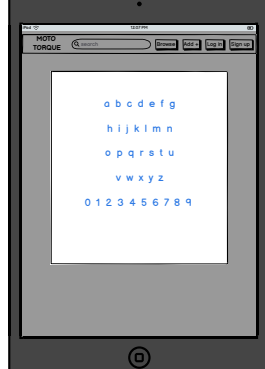 iPad 12:07 PM
MOTO
TORQUE search Browse Add + Log in Sign up
a b c d e f g
h i j k l m n
o p q r s t u
v w x y z
0 1 2 3 4 5 6 7 8 9